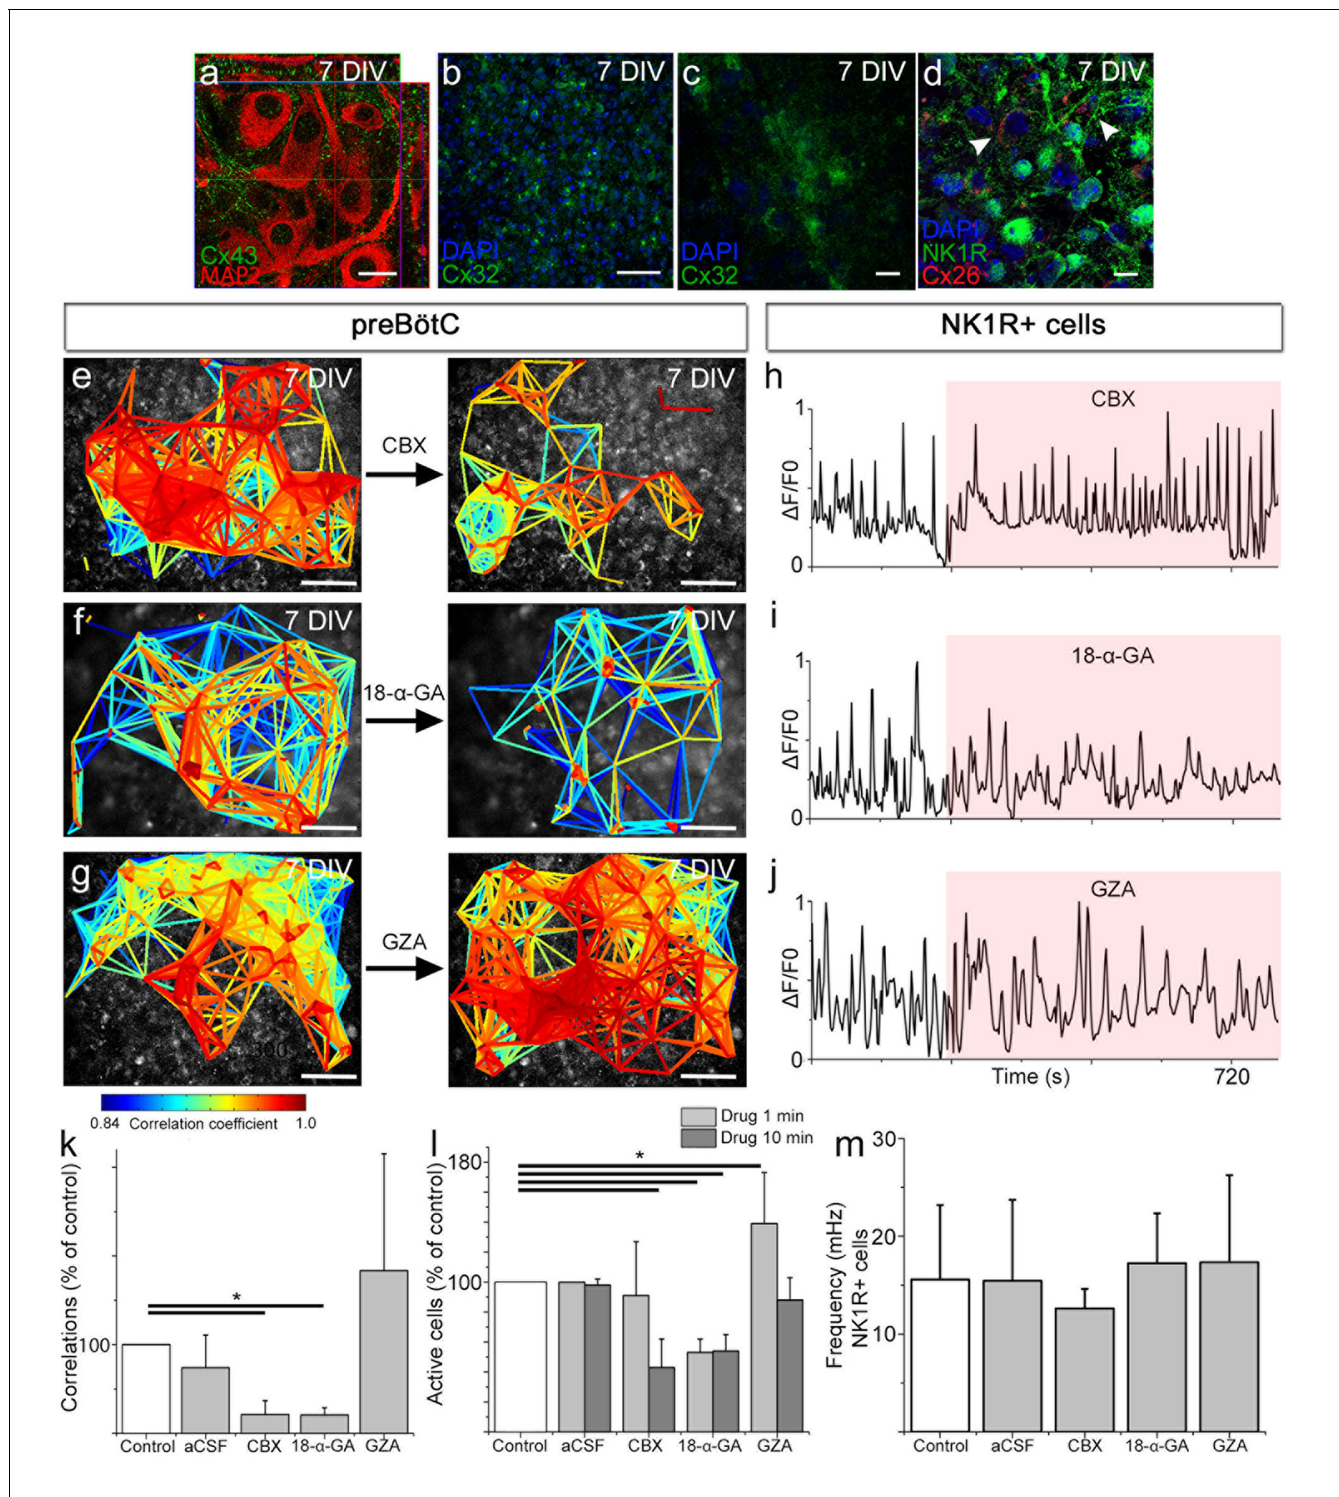 a 7 DIV
Cx43
MAP2
b 7 DIV
DAPI
Cx32
c 7 DIV
DAPI
Cx32
d 7 DIV
DAPI
NK1R
Cx26
preBötC
NK1R+ cells
e 7 DIV
CBX
7 DIV
h
CBX
1
ΔF/F0
0
f 7 DIV
18-α-GA
7 DIV
i
18-α-GA
1
ΔF/F0
0
g 7 DIV
300
GZA
7 DIV
j
GZA
1
ΔF/F0
0
Time (s) 720
0.84 Correlation coefficient 1.0
k
Correlations (% of control)
100
*
Control aCSF CBX 18-α-GA GZA
l
Drug 1 min
Drug 10 min
Active cells (% of control)
180
100
*
Control aCSF CBX 18-α-GA GZA
m
Frequency (mHz)
NK1R+ cells
30
20
10
Control aCSF CBX 18-α-GA GZA